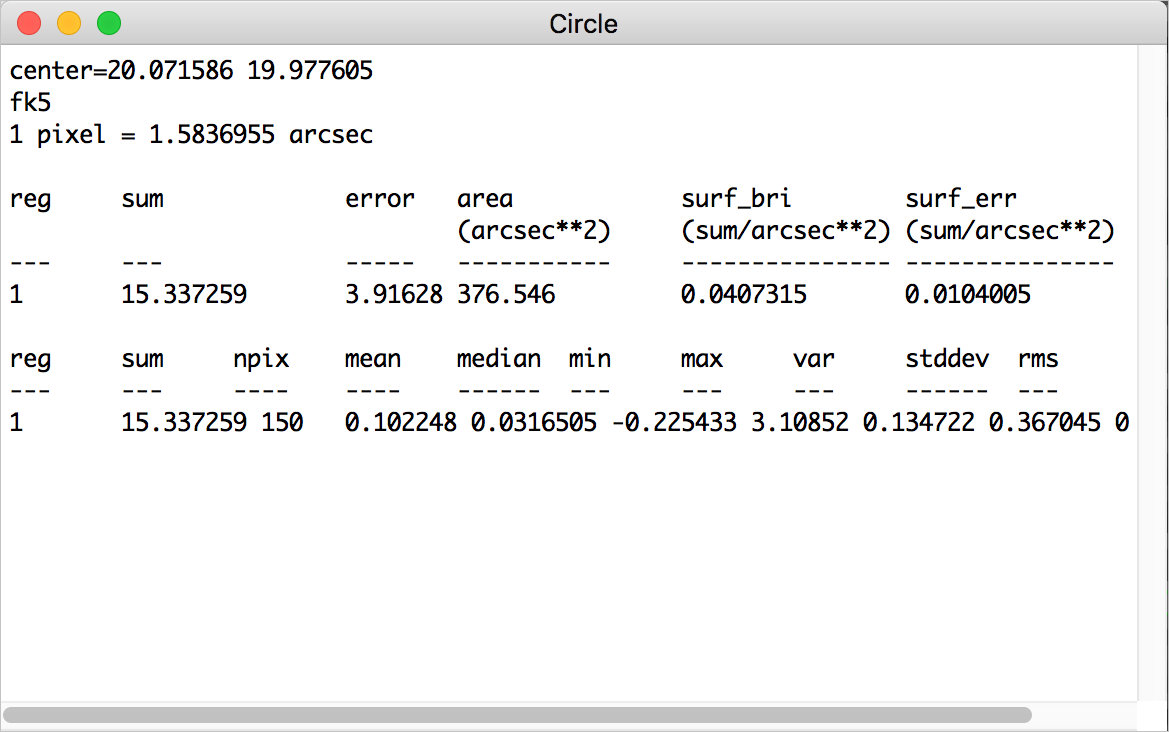 Circle
center=20.071586 19.977605
fk5
1 pixel = 1.5836955 arcsec
reg sum error area surf_bri surf_err
(arcsec**2) (sum/arcsec**2) (sum/arcsec**2)
--- --- ----- ----------- --------------- ---------------
1 15.337259 3.91628 376.546 0.0407315 0.0104005
reg sum npix mean median min max var stddev rms
--- --- ---- ---- ------ --- --- --- ------ ---
1 15.337259 150 0.102248 0.0316505 -0.225433 3.10852 0.134722 0.367045 0